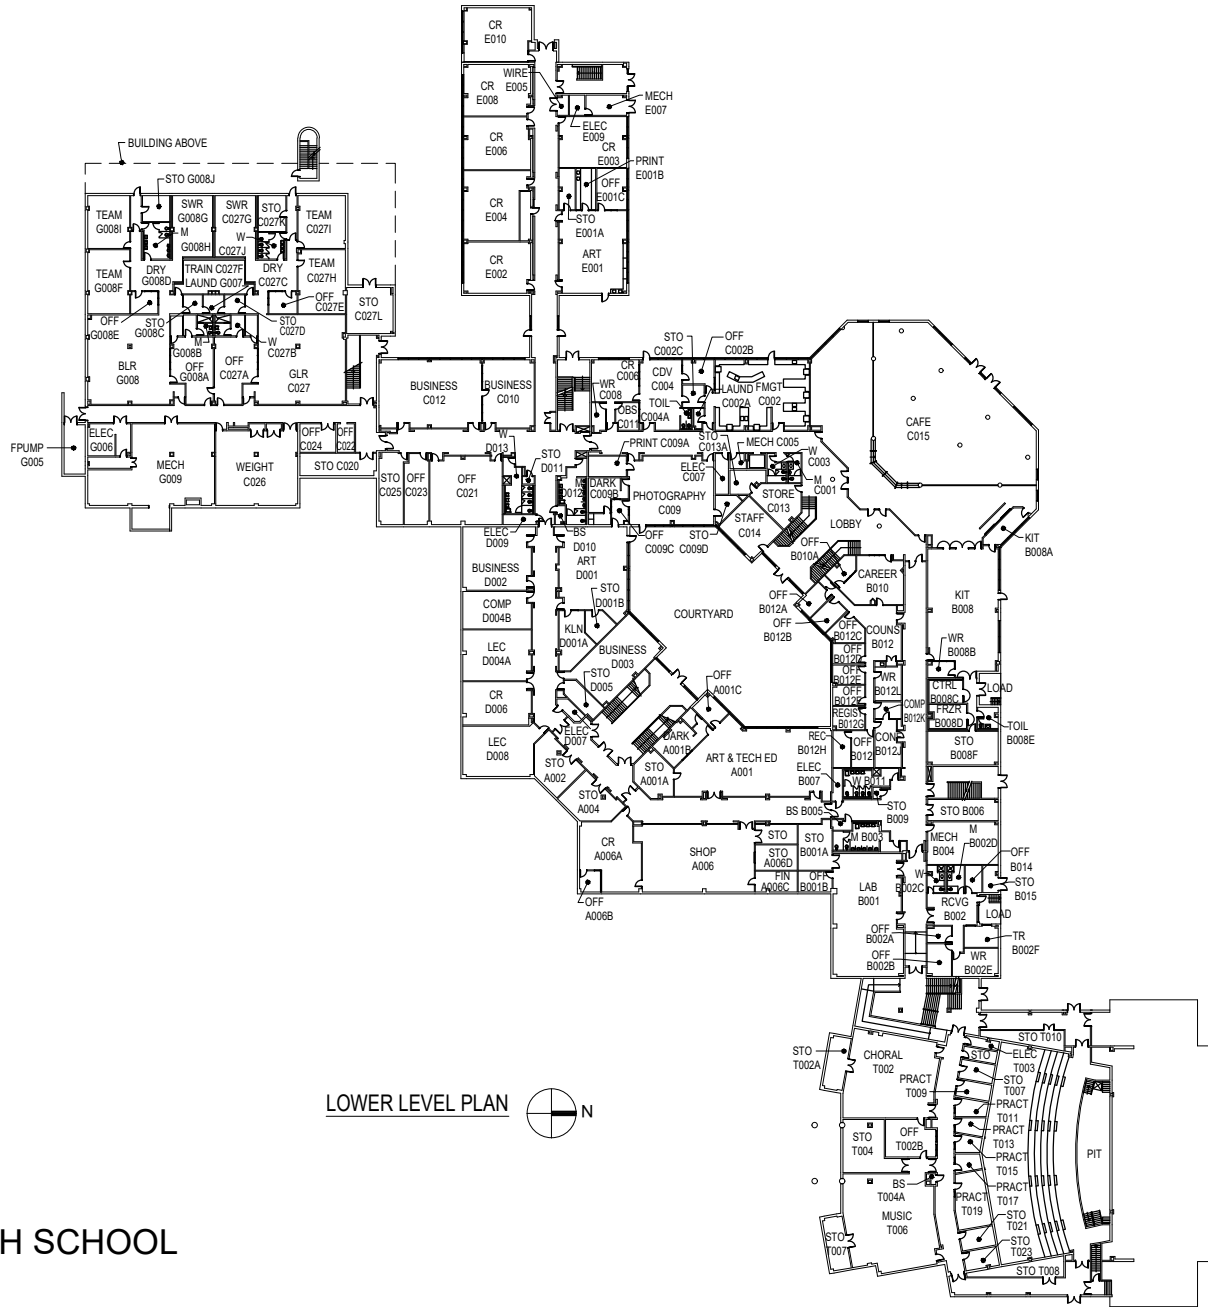 CR
E010
WIRE
E005
CR
E008
MECH
E007
ELEC
E009
CR
E006
CR
E003
PRINT
E001B
OFF
E001C
CR
E004
STO
E001A
ART
E001
CR
E002
BUILDING ABOVE
STO G008J
TEAM
G008I
SWR
G008G
SWR
C027G
STO
C027K
TEAM
C027I
M
G008H
W
C027J
TEAM
G008F
DRY
G008D
TRAIN C027F
LAUND G007
DRY
C027C
TEAM
C027H
OFF
C027E
STO
C027L
OFF
G008E
STO
G008C
M
G008B
STO
C027D
W
C027B
BLR
G008
OFF
G008A
OFF
C027A
GLR
C027
BUSINESS
C012
BUSINESS
C010
FPUMP
G005
ELEC
G006
MECH
G009
WEIGHT
C026
OFF
C024
OFF
C022
STO C020
STO
C025
OFF
C023
OFF
C021
W
D013
STO
D011
M
D012
ELEC
D009
BS
D010
STO
C002C
OFF
C002B
CR
C006
CDV
C004
WR
C008
OBS
C011
TOIL
C004A
LAUND
C002A
FMGT
C002
STO
C013A
MECH C005
W
C003
M
C001
PRINT C009A
ELEC
C007
DARK
C009B
PHOTOGRAPHY
C009
STORE
C013
STAFF
C014
OFF
C009C
STO
C009D
CAFE
C015
LOBBY
KIT
B008A
OFF
B010A
CAREER
B010
KIT
B008
BUSINESS
D002
ART
D001
STO
D001B
COMP
D004B
KLN
D001A
LEC
D004A
BUSINESS
D003
STO
D005
CR
D006
ELEC
D007
LEC
D008
COURTYARD
OFF
B012A
OFF
B012B
OFF
B012C
COUNS
B012
OFF
B012D
OFF
B012E
OFF
B012F
WR
B012L
REGIS
B012G
COMP
B012K
REC
B012H
OFF
B012
CON
B012J
WR
B008B
CTRL
B008C
LOAD
FRZR
B008D
TOIL
B008E
STO
B008F
OFF
A001C
DARK
A001B
STO
A001A
ART & TECH ED
A001
STO
A002
STO
A004
ELEC
B007
W B011
STO
B009
BS B005
M B003
STO B006
MECH
B004
M
B002D
OFF
B014
W
B002C
STO
B015
CR
A006A
SHOP
A006
STO
STO
A006D
STO
B001A
FIN
A006C
OFF
B001B
OFF
A006B
LAB
B001
RCVG
B002
LOAD
OFF
B002A
OFF
B002B
TR
B002F
WR
B002E
STO
T002A
CHORAL
T002
STO T010
STO
ELEC
T003
PRACT
T009
STO
T007
PRACT
T011
PRACT
T013
PRACT
T015
PRACT
T017
PRACT
T019
STO
T021
STO
T023
STO T008
STO
T004
OFF
T002B
BS
T004A
MUSIC
T006
STO
T007
PIT
LOWER LEVEL PLAN
N
H SCHOOL